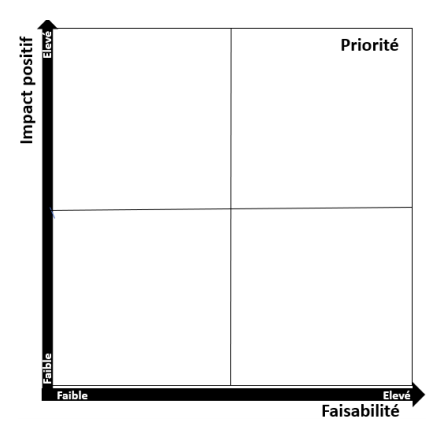 Impact positif
Elevé
Priorité
Faible
Faible
Elevé
Faisabilité